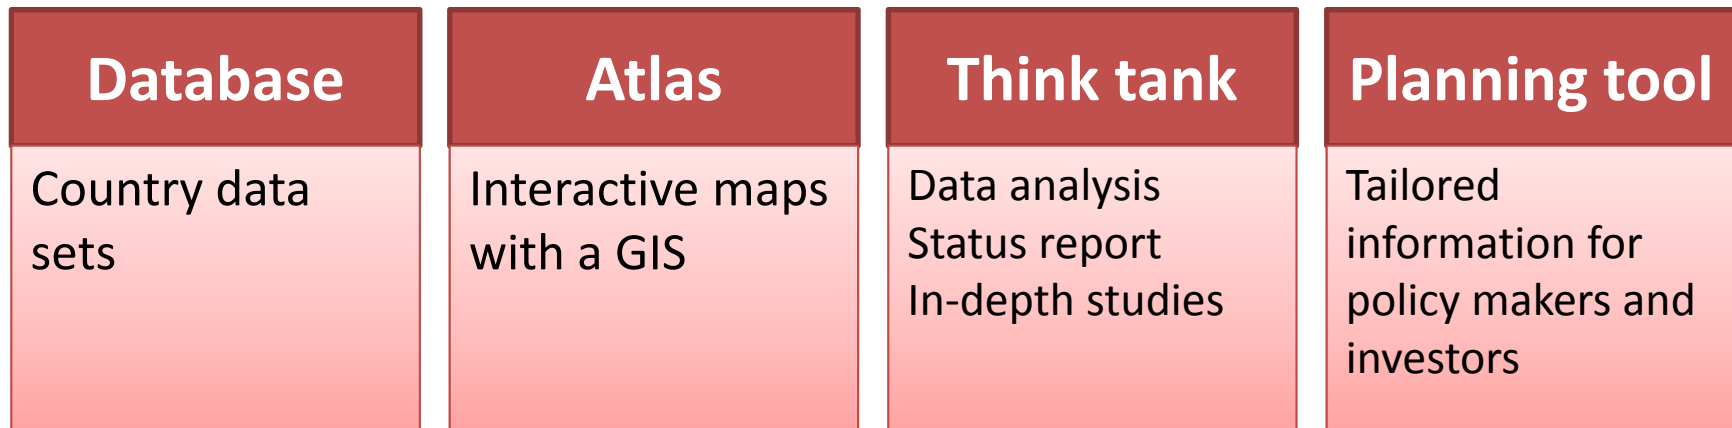 Database
Country data
sets
Atlas
Interactive maps
with a GIS
Think tank
Data analysis
Status report
In-depth studies
Planning tool
Tailored
information for
policy makers and
investors